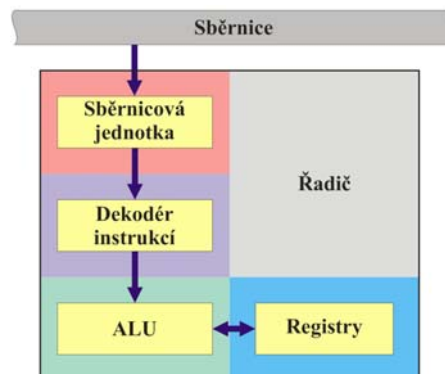 Sběrnice
Sběrnicová
jednotka
Řadič
Dekodér
instrukcí
ALU
Registry